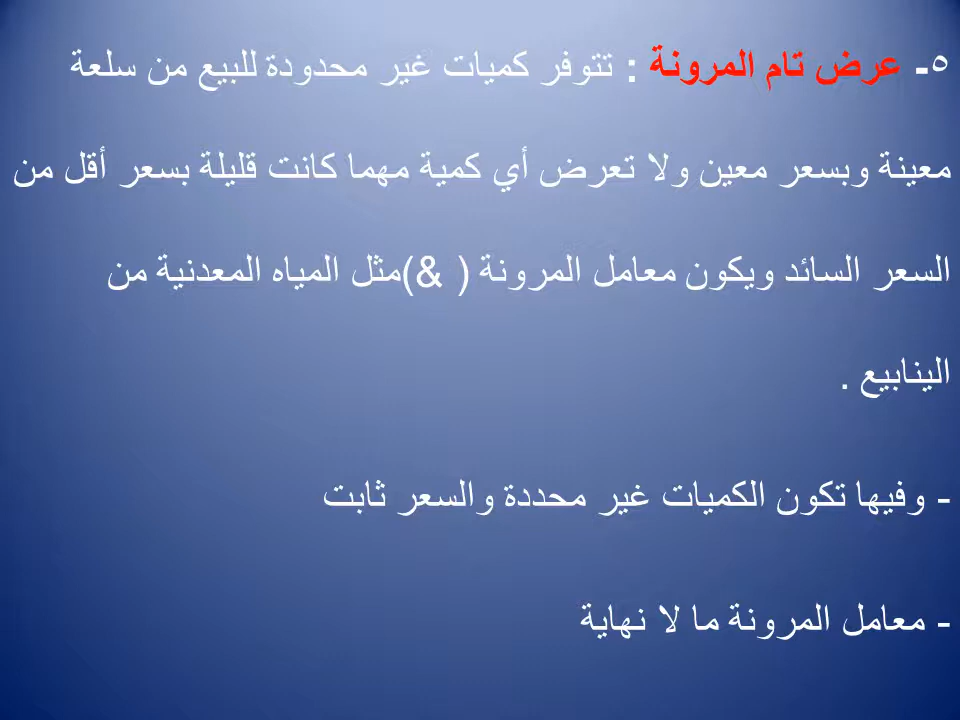 ٥- عرض تام المرونة : تتوفر كميات غير محدودة للبيع من سلعة
معينة وبسعر معين ولا تعرض أي كمية مهما كانت قليلة بسعر أقل من
السعر السائد ويكون معامل المرونة ( &)مثل المياه المعدنية من
الينابيع .
- وفيها تكون الكميات غير محددة والسعر ثابت
- معامل المرونة ما لا نهاية